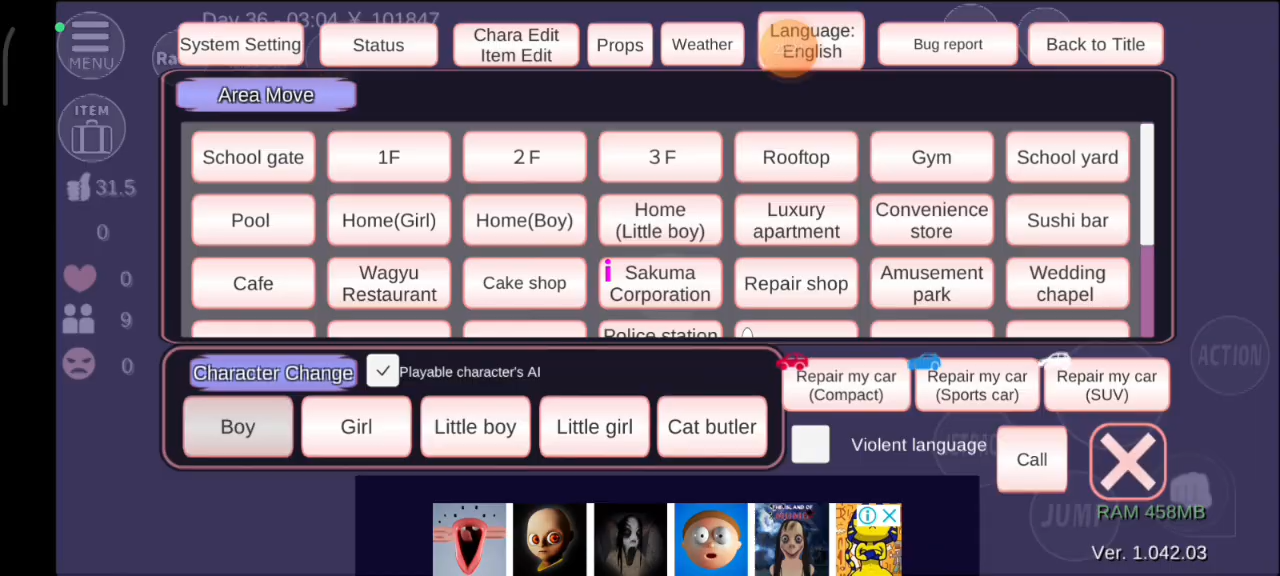 Day 36 - 03:04 ¥ 101847
MENU
System Setting
Status
Chara Edit
Item Edit
Props
Weather
Language:
English
Bug report
Back to Title
Area Move
ITEM
School gate
1F
２F
３F
Rooftop
Gym
School yard
31.5
Pool
Home(Girl)
Home(Boy)
Home
(Little boy)
Luxury
apartment
Convenience
store
Sushi bar
0
Cafe
Wagyu
Restaurant
Cake shop
i Sakuma
Corporation
Repair shop
Amusement
park
Wedding
chapel
0
9
Police station
0
Character Change
Playable character's AI
Repair my car
(Compact)
Repair my car
(Sports car)
Repair my car
(SUV)
ACTION
Boy
Girl
Little boy
Little girl
Cat butler
Violent language
Call
JUMP
RAM 458MB
Ver. 1.042.03